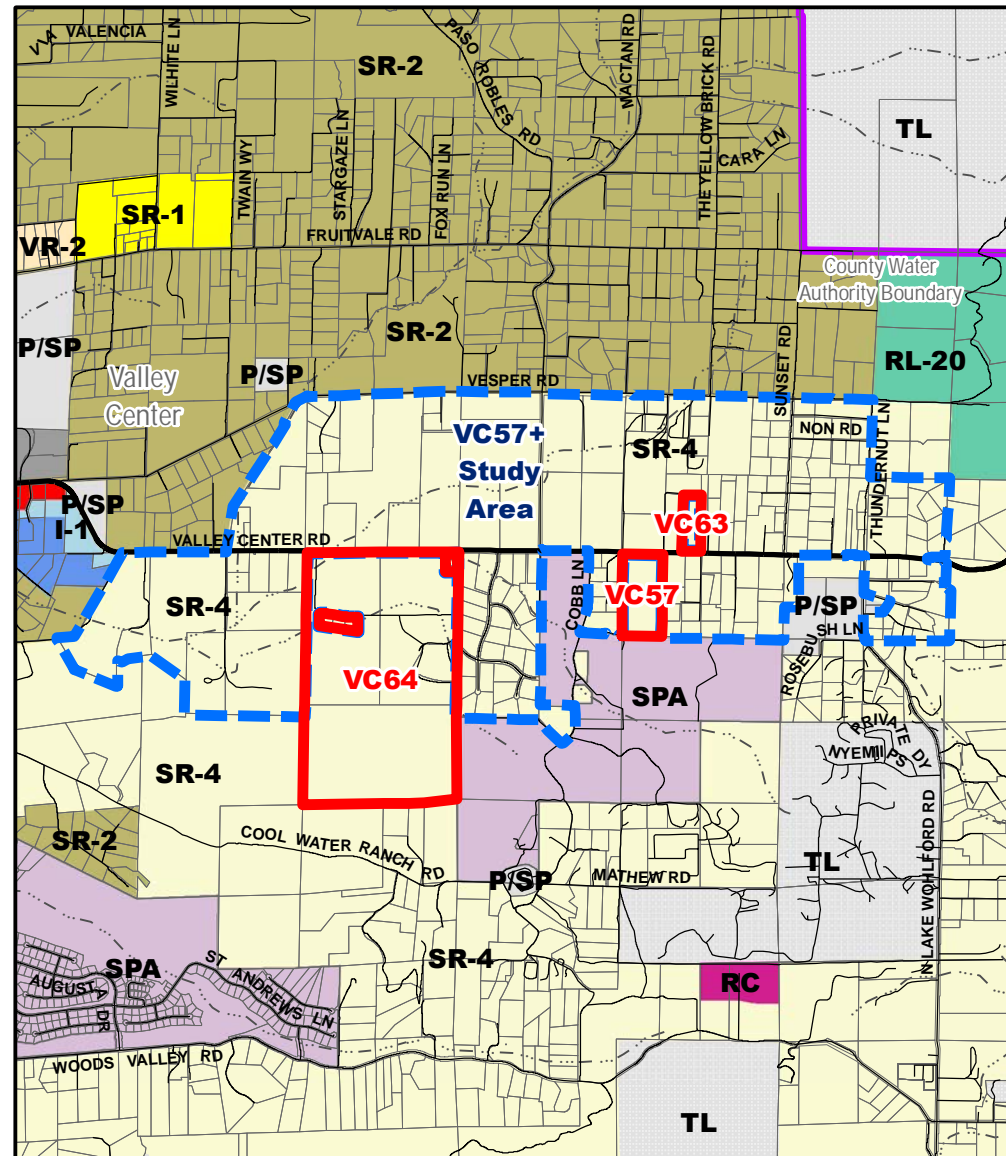 VIA VALENCIA
WILHITE LN
SR-2
PASO ROBLES RD
MACTAN RD
THE YELLOW BRICK RD
TL
CARA LN
TWAIN WY
STARGAZE LN
FOX RUN LN
SR-1
VR-2
FRUITVALE RD
County Water
Authority Boundary
P/SP
SR-2
RL-20
Valley
Center
P/SP
VESPER RD
SUNSET RD
THUNDERNUT LN
NON RD
VC57+
Study
Area
SR-4
P/SP
I-1
VC63
VALLEY CENTER RD
SR-4
COBB LN
VC57
P/SP
ROSEBU
SH LN
VC64
SPA
PRIVATE DY
NYEMII PS
SR-4
SR-2
COOL WATER RANCH RD
P/SP
MATHEW RD
TL
N LAKE WOHLFORD RD
SPA
AUGUSTA DR
ST ANDREWS LN
SR-4
RC
WOODS VALLEY RD
TL